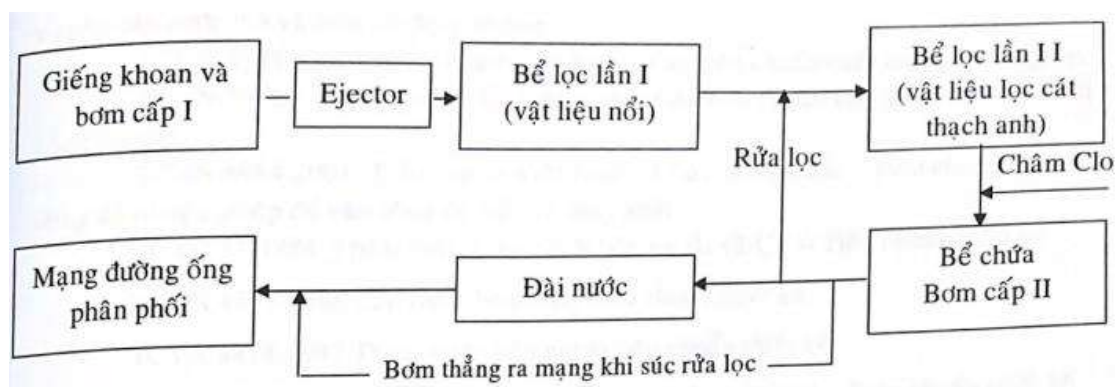 Giếng khoan và
bơm cấp I
Ejector
Bể lọc lần I
(vật liệu nổi)
Bể lọc lần I I
(vật liệu lọc cát
thạch anh)
Rửa lọc
Châm Clo
Mạng đường ống
phân phối
Đài nước
Bể chứa
Bơm cấp II
Bơm thẳng ra mạng khi súc rửa lọc